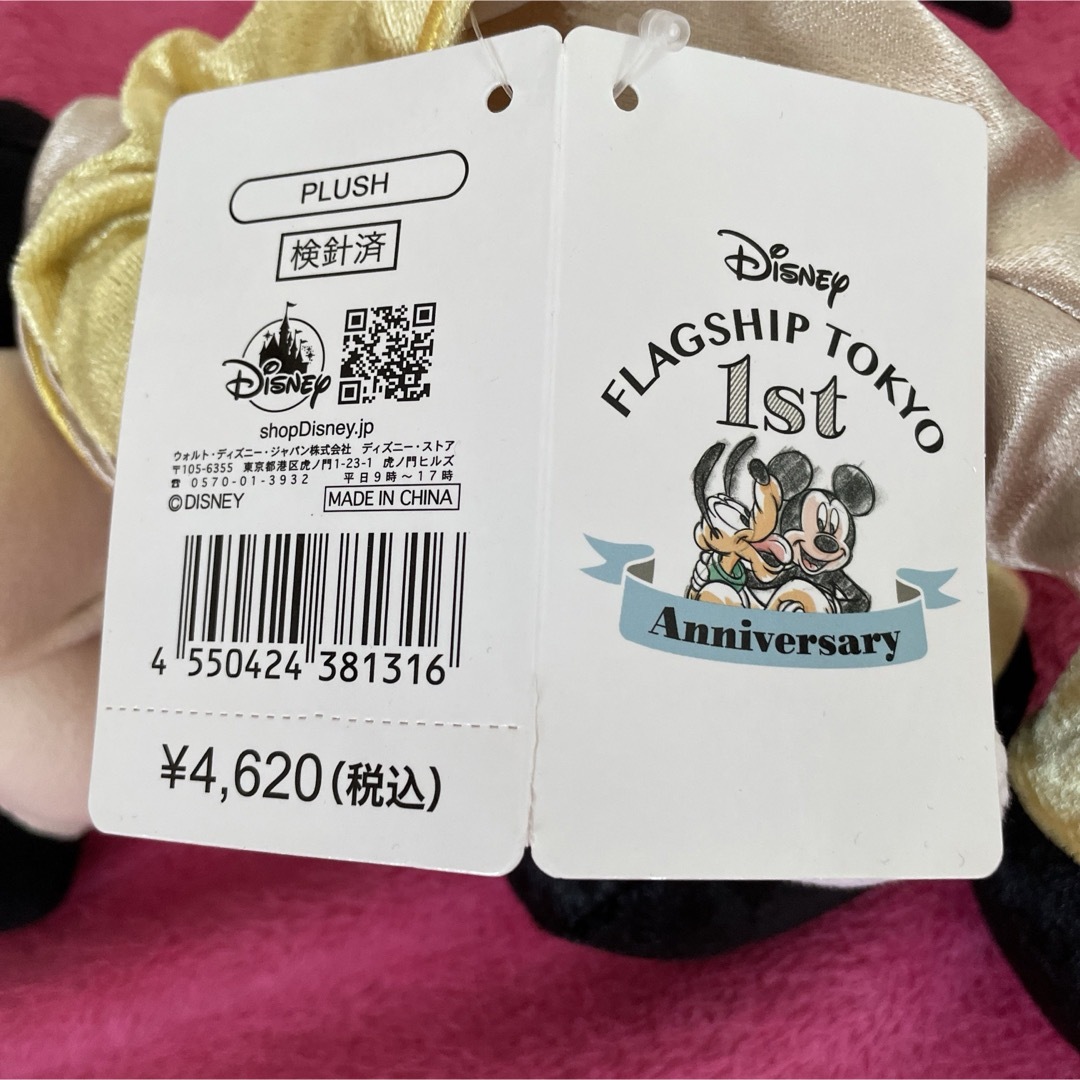 PLUSH
検針済
Disney
shopDisney.jp
ウォルト・ディズニー・ジャパン株式会社 ディズニー・ストア
〒105-6355 東京都港区虎ノ門1-23-1 虎ノ門ヒルズ
☎ 0570-01-3932 平日9時～17時
©DISNEY MADE IN CHINA
4 550424 381316
¥4,620(税込)
Disney
FLAGSHIP TOKYO
1st
Anniversary